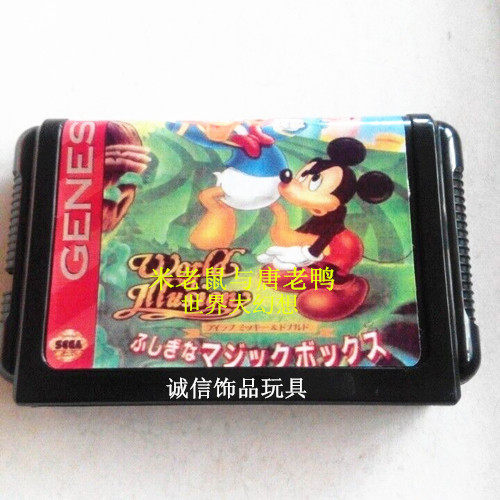 GENES
World
Illus
米老鼠与唐老鸭
世界大幻想
アイラブ ミッキー&ドナルド
ふしぎなマジックボックス
SEGA
诚信饰品玩具